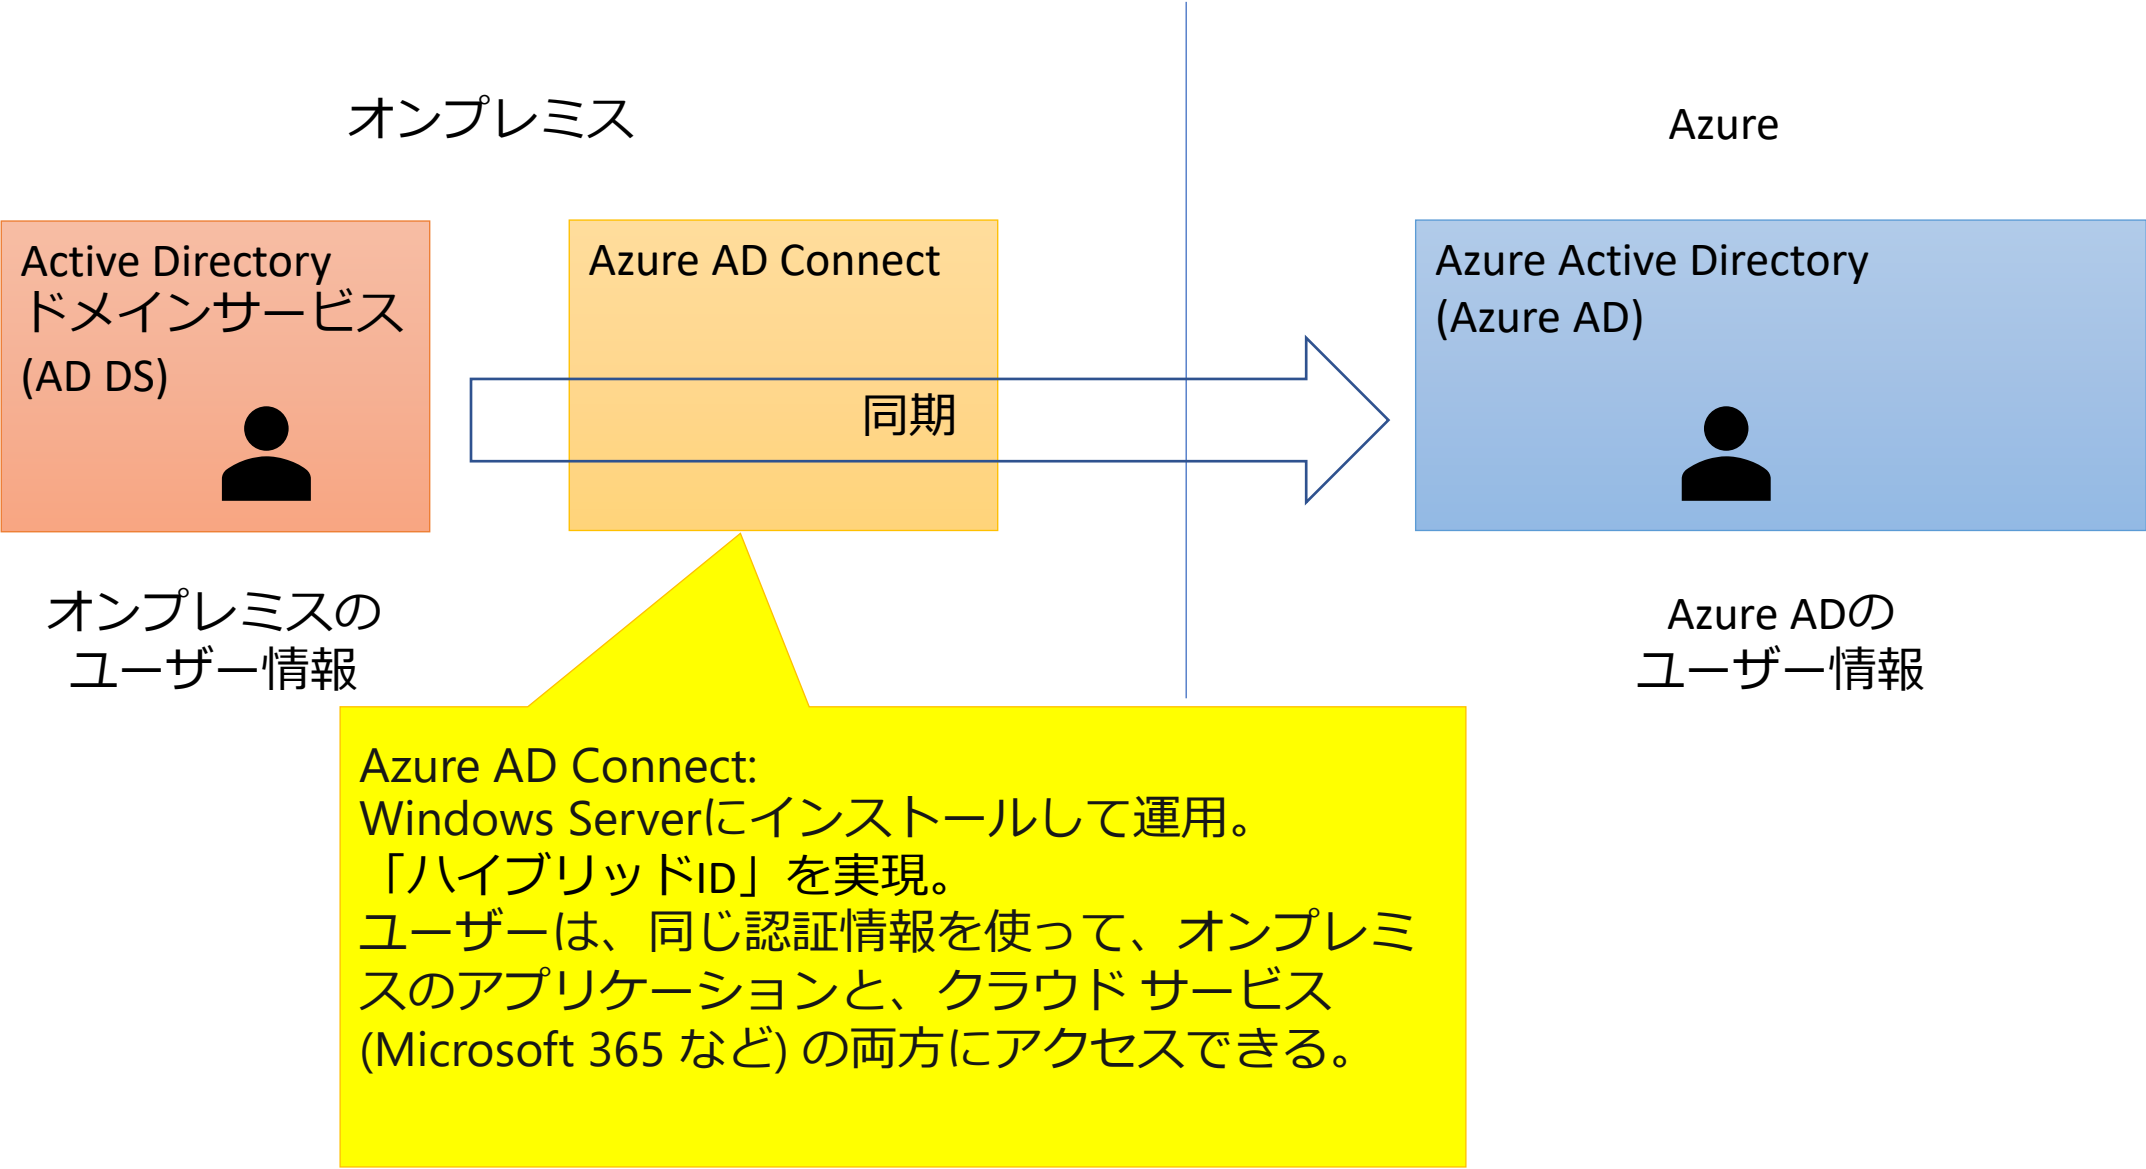 オンプレミス
Azure
Active Directory
ドメインサービス
(AD DS)
Azure AD Connect
同期
Azure Active Directory
(Azure AD)
オンプレミスの
ユーザー情報
Azure ADの
ユーザー情報
Azure AD Connect:
Windows Serverにインストールして運用。
「ハイブリッドID」を実現。
ユーザーは、同じ認証情報を使って、オンプレミ
スのアプリケーションと、クラウド サービス
(Microsoft 365 など) の両方にアクセスできる。